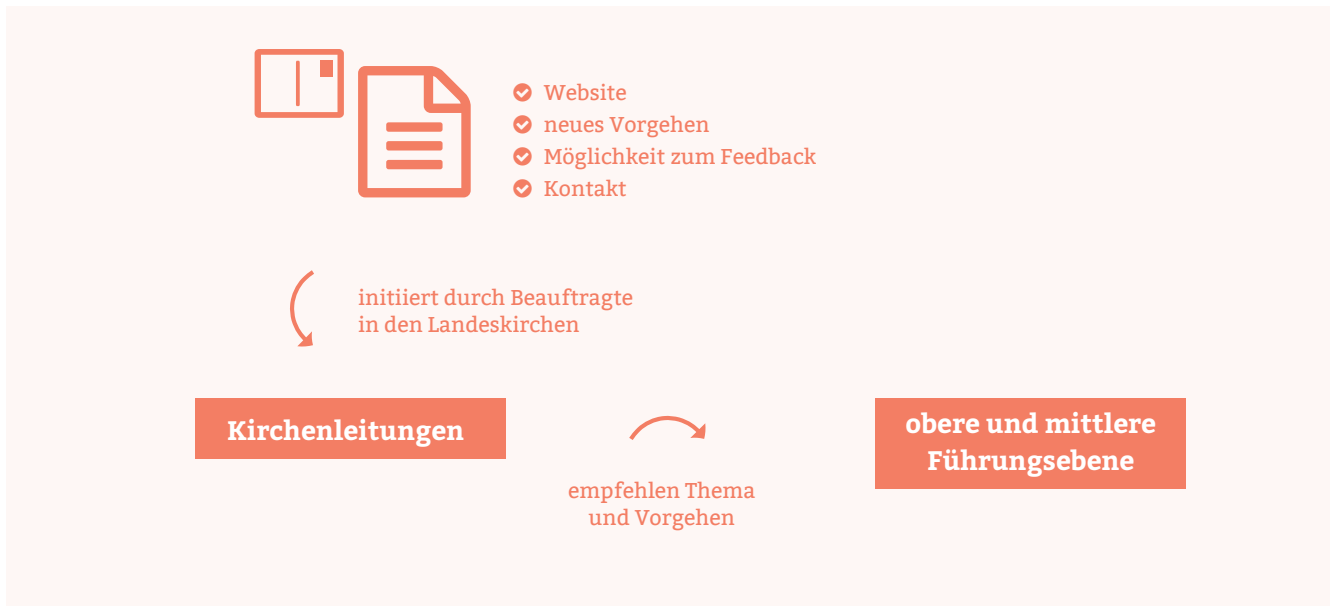 Website
neues Vorgehen
Möglichkeit zum Feedback
Kontakt
initiiert durch Beauftragte
in den Landeskirchen
Kirchenleitungen
empfehlen Thema
und Vorgehen
obere und mittlere
Führungsebene